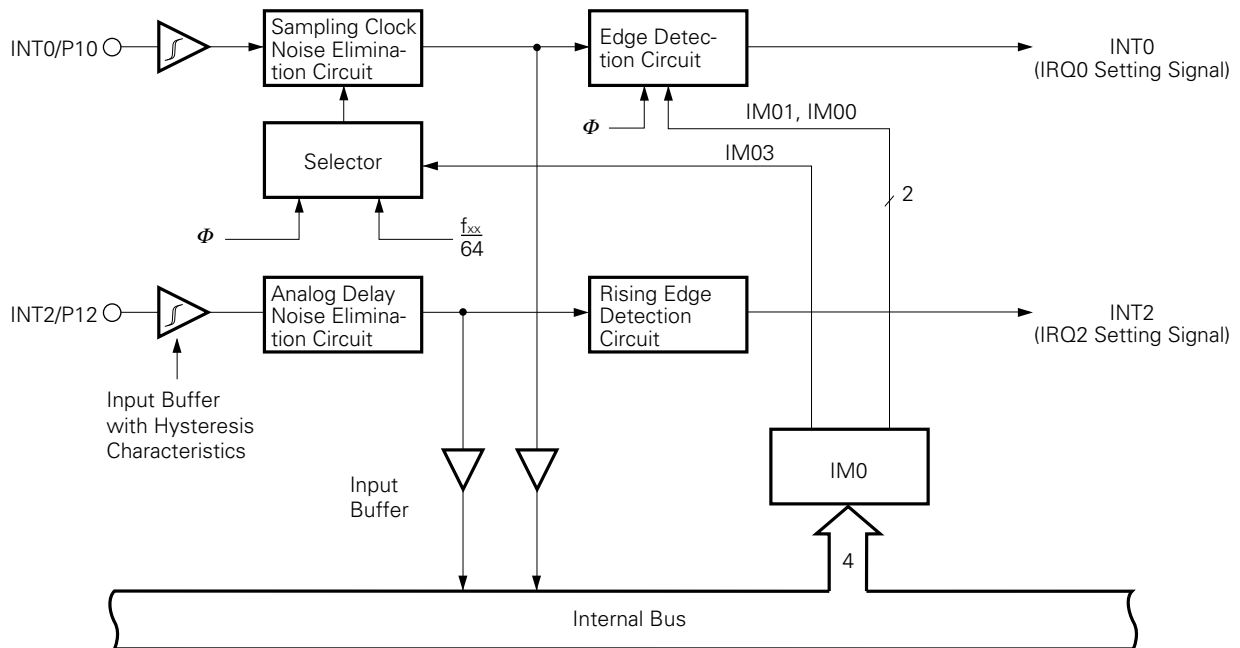 INT0/P10
Sampling Clock
Noise Elimina-
tion Circuit
Edge Detec-
tion Circuit
INT0
(IRQ0 Setting Signal)
Φ
IM01, IM00
Selector
IM03
2
Φ
fxx
64
INT2/P12
Analog Delay
Noise Elimina-
tion Circuit
Rising Edge
Detection
Circuit
INT2
(IRQ2 Setting Signal)
Input Buffer
with Hysteresis
Characteristics
Input
Buffer
IM0
4
Internal Bus